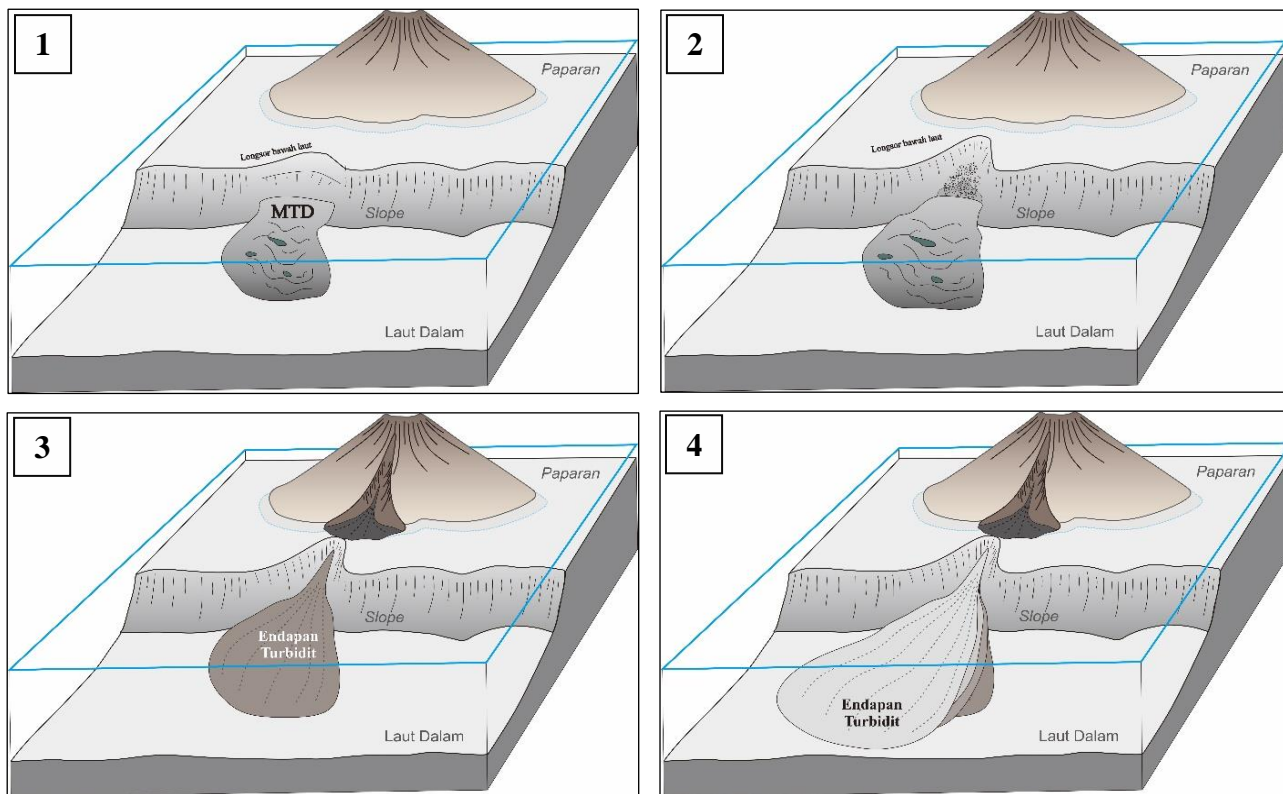 1
Paparan
Longsor bawah laut
MTD
Slope
Laut Dalam
2
Paparan
Longsor bawah laut
Slope
Laut Dalam
3
Paparan
Slope
Endapan
Turbidit
Laut Dalam
4
Paparan
Slope
Endapan
Turbidit
Laut Dalam